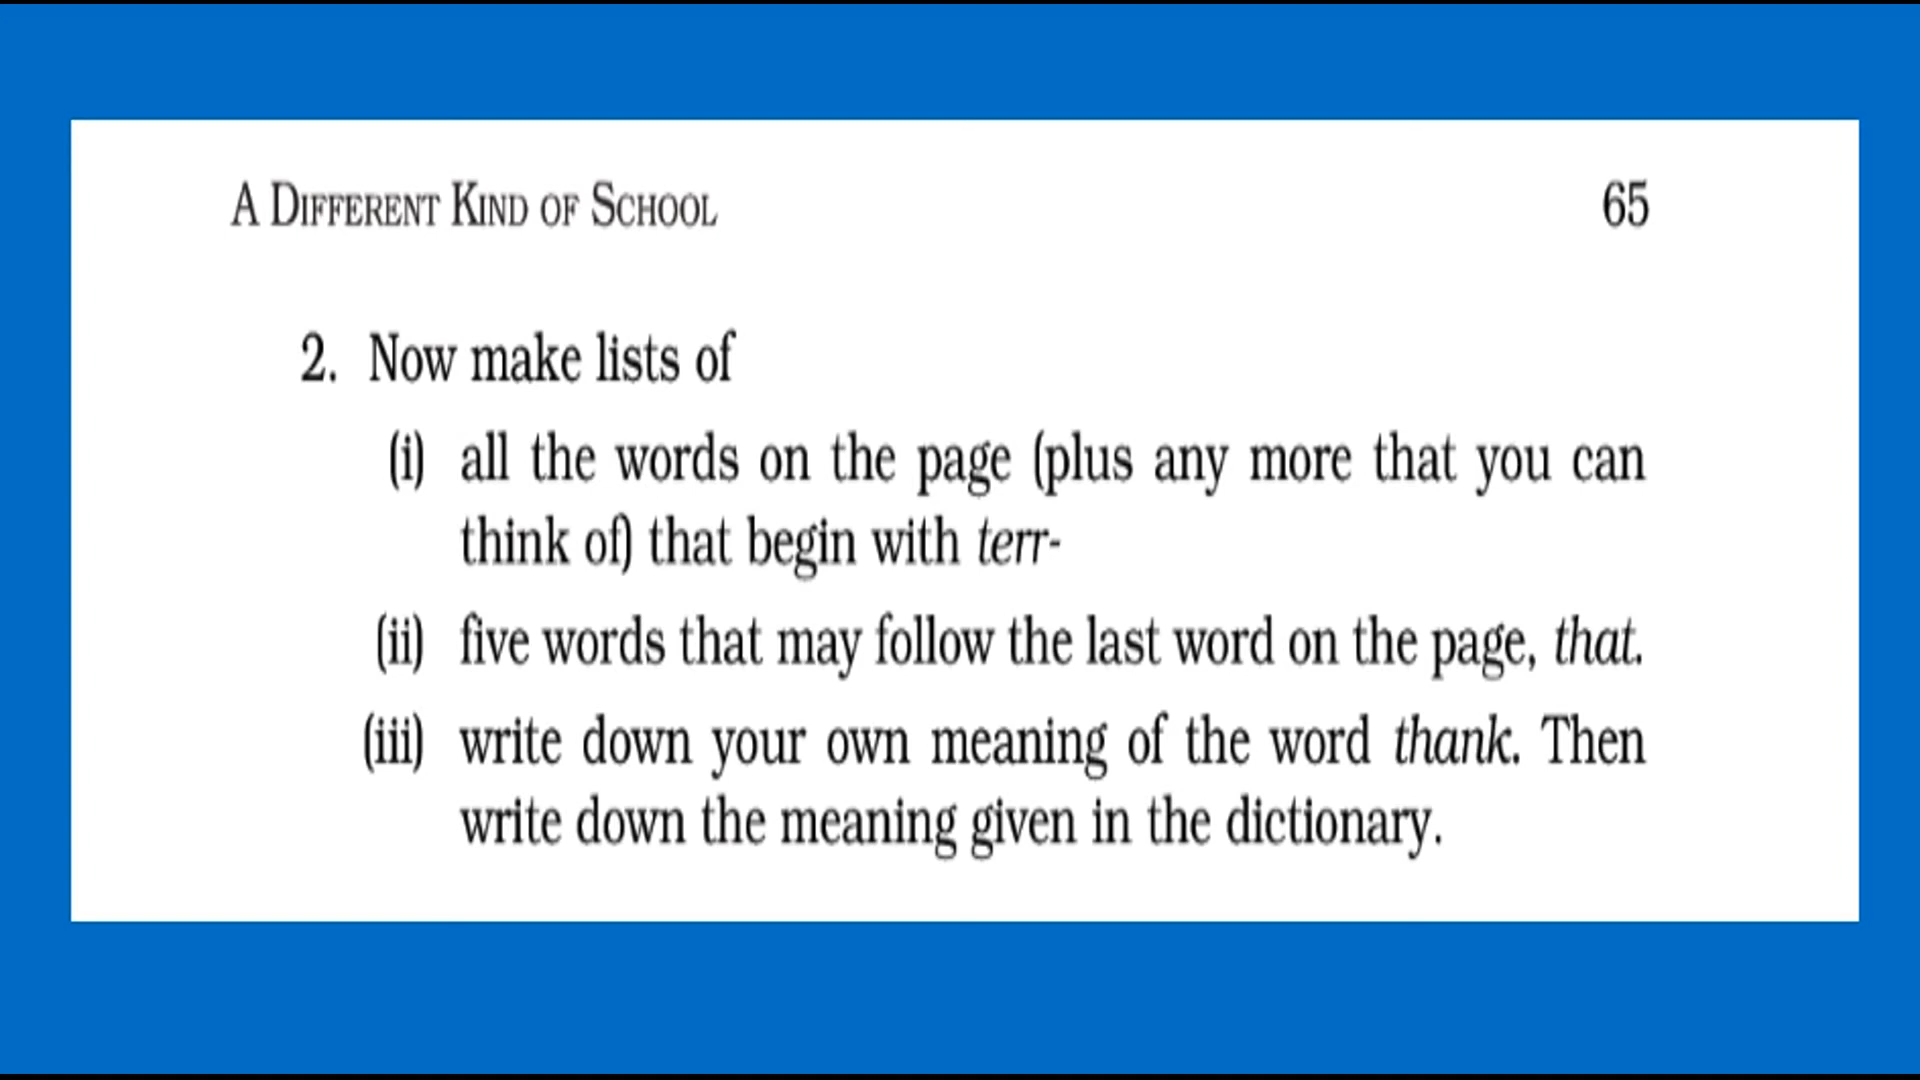 A DIFFERENT KIND OF SCHOOL 65
2. Now make lists of
(i) all the words on the page (plus any more that you can
think of) that begin with terr-
(ii) five words that may follow the last word on the page, that.
(iii) write down your own meaning of the word thank. Then
write down the meaning given in the dictionary.